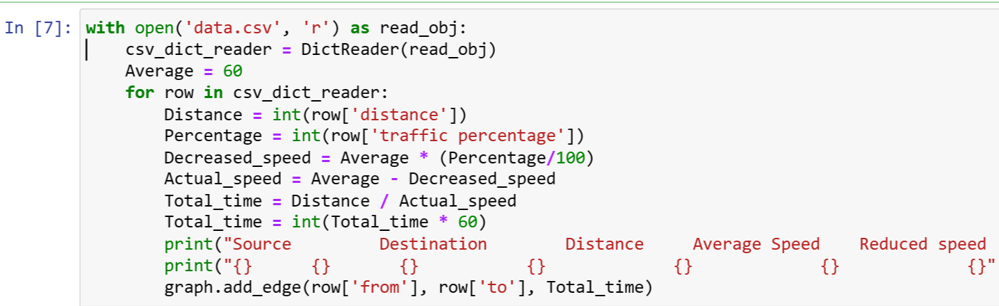 In [7]: with open('data.csv', 'r') as read_obj:
    csv_dict_reader = DictReader(read_obj)
    Average = 60
    for row in csv_dict_reader:
        Distance = int(row['distance'])
        Percentage = int(row['traffic percentage'])
        Decreased_speed = Average * (Percentage/100)
        Actual_speed = Average - Decreased_speed
        Total_time = Distance / Actual_speed
        Total_time = int(Total_time * 60)
        print("Source         Destination        Distance     Average Speed    Reduced speed
        print("{}      {}       {}           {}             {}             {}             {}"
        graph.add_edge(row['from'], row['to'], Total_time)